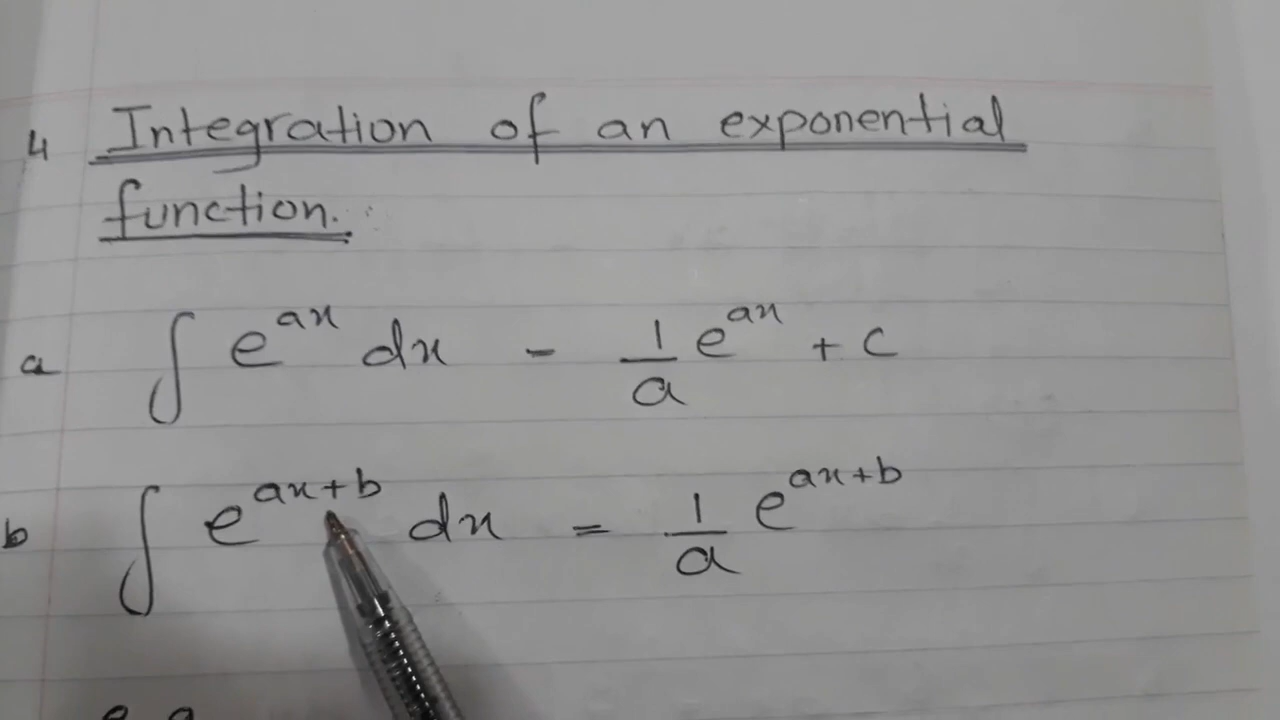 4 Integration of an exponential
function.
a ∫ e^{ax} dx - 1/a e^{ax} + c
b ∫ e^{ax+b} dx = 1/a e^{ax+b}